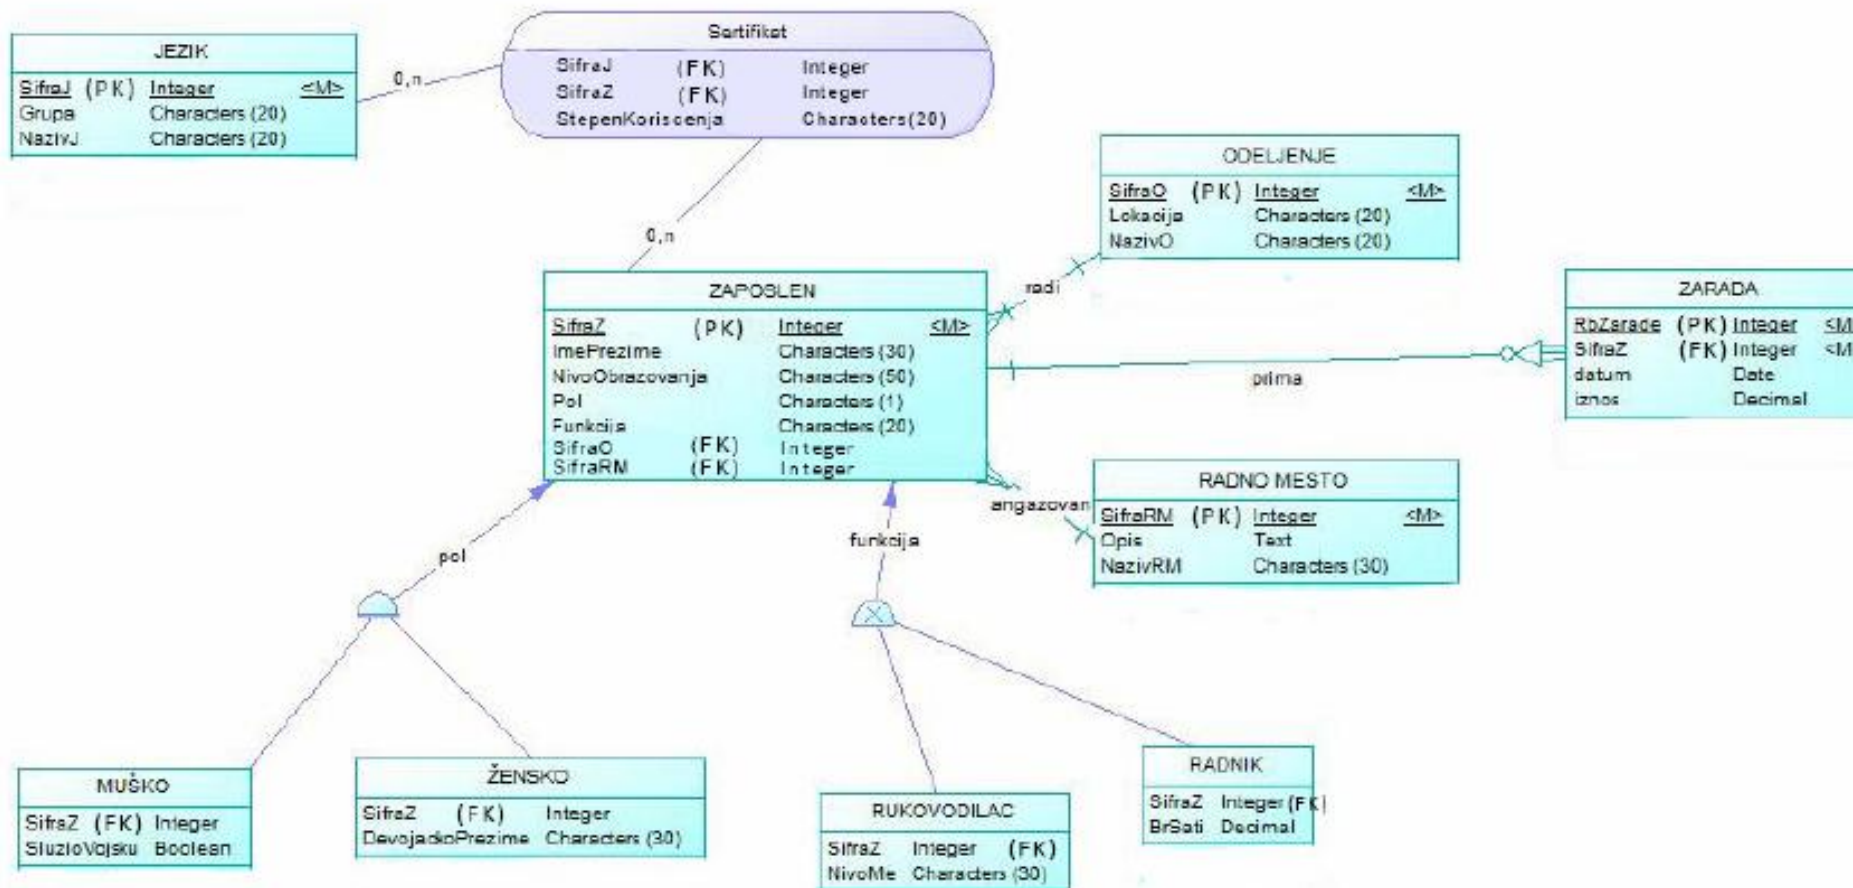 JEZIK
SifraJ (PK) Integer <M>
Grupa Characters (20)
NazivJ Characters (20)
0,n
Sertifikat
SifraJ (FK) Integer
SifraZ (FK) Integer
StepenKoriscenja Characters (20)
0,n
ODELJENJE
SifraO (PK) Integer <M>
Lokacija Characters (20)
NazivO Characters (20)
radi
ZAPOSLEN
SifraZ (PK) Integer <M>
ImePrezime Characters (30)
NivoObrazovanja Characters (50)
Pol Characters (1)
Funkcija Characters (20)
SifraO (FK) Integer
SifraRM (FK) Integer
prima
ZARADA
RbZarade (PK) Integer <M
SifraZ (FK) Integer <M
datum Date
iznos Decimal
angazovan
RADNO MESTO
SifraRM (PK) Integer <M>
Opis Text
NazivRM Characters (30)
pol
funkcija
MUŠKO
SifraZ (FK) Integer
SluzioVojsku Boolean
ŽENSKO
SifraZ (FK) Integer
DevojackoPrezime Characters (30)
RUKOVODILAC
SifraZ Integer (FK)
NivoMe Characters (30)
RADNIK
SifraZ Integer (FK)
BrSati Decimal